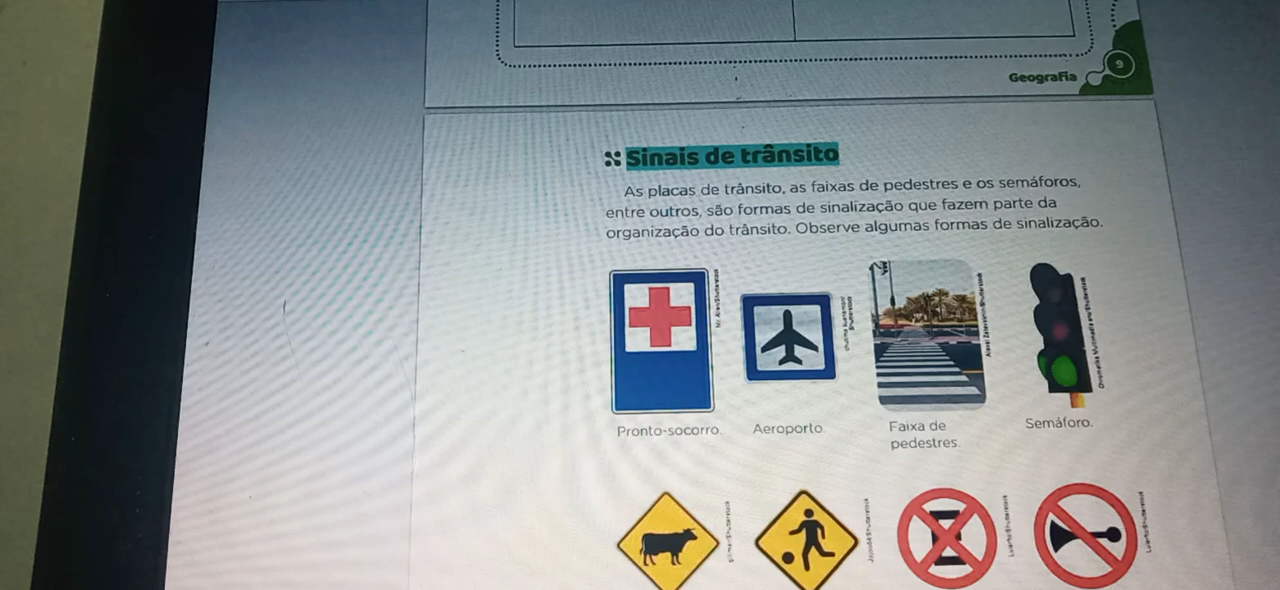 Geografia
9
Sinais de trânsito
As placas de trânsito, as faixas de pedestres e os semáforos,
entre outros, são formas de sinalização que fazem parte da
organização do trânsito. Observe algumas formas de sinalização.
Pronto-socorro.
Aeroporto.
Faixa de
pedestres.
Semáforo.